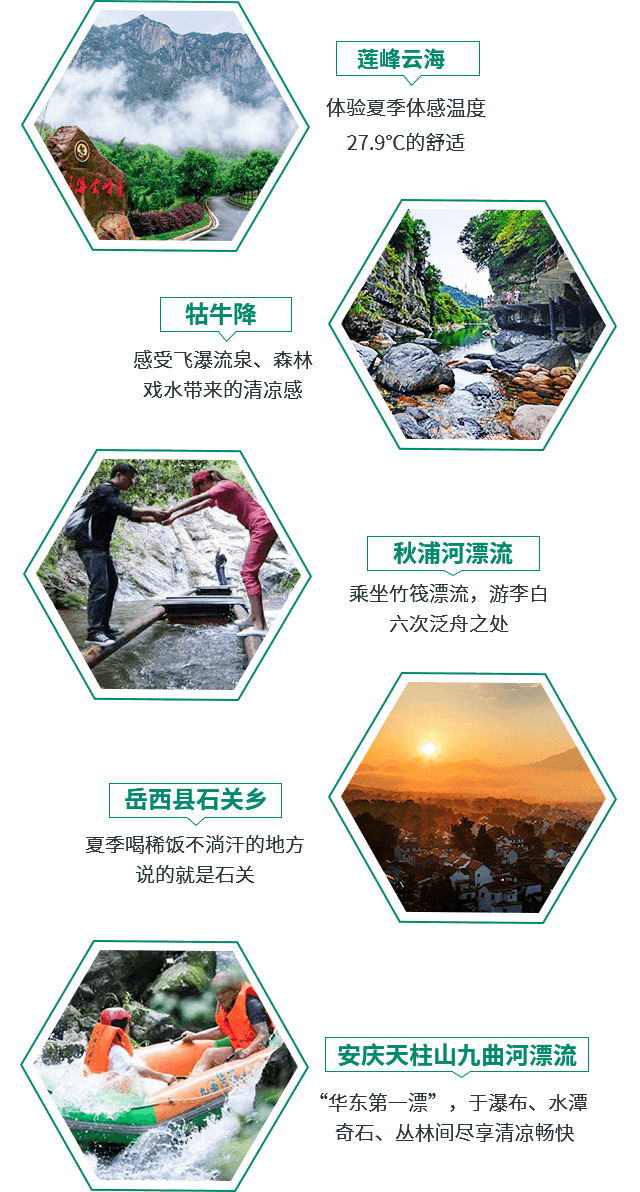 莲峰云海
体验夏季体感温度
27.9℃的舒适
牯牛降
感受飞瀑流泉、森林
戏水带来的清凉感
秋浦河漂流
乘坐竹筏漂流，游李白
六次泛舟之处
岳西县石关乡
夏季喝稀饭不淌汗的地方
说的就是石关
安庆天柱山九曲河漂流
“华东第一漂”，于瀑布、水潭
奇石、丛林间尽享清凉畅快